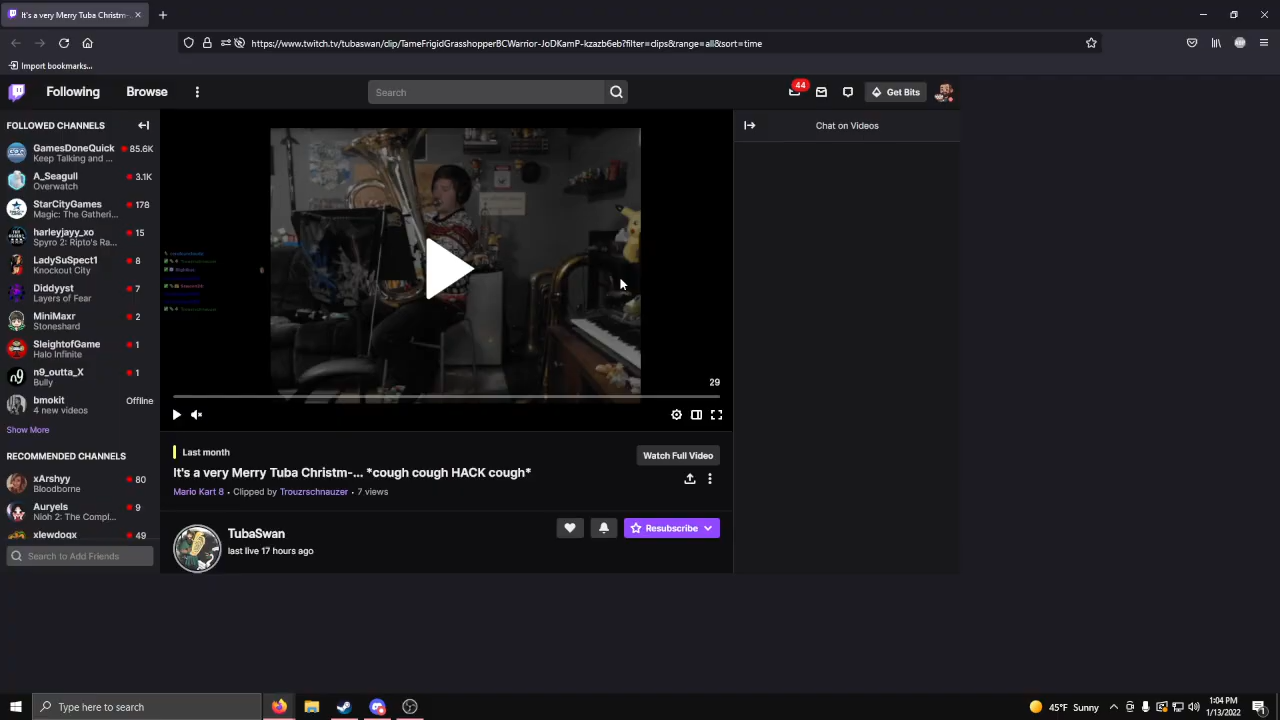 It's a very Merry Tuba Christm-
https://www.twitch.tv/tubaswan/clip/TameFrigidGrasshopperBCWarrior-JoDKamP-kzazb6eb?filter=clips&range=all&sort=time
Import bookmarks...
Following
Browse
Search
44
Get Bits
FOLLOWED CHANNELS
GamesDoneQuick 85.6K
Keep Talking and ...
A_Seagull 3.1K
Overwatch
StarCityGames 178
Magic: The Gatheri...
harleyjayy_xo 15
Spyro 2: Ripto's Ra...
LadySuSpect1 13
Knockout City
Diddyyst 7
Layers of Fear
MiniMaxr 2
Stoneshard
SleightofGame 1
Halo Infinite
n9_outta_X 1
Bully
bmokit Offline
4 new videos
Show More
RECOMMENDED CHANNELS
xArshyy 80
Bloodborne
Auryels 9
Nioh 2: The Compl...
xlewdogx 49
Search to Add Friends
29
Last month
Watch Full Video
It's a very Merry Tuba Christm-... *cough cough HACK cough*
Mario Kart 8 • Clipped by Trouzrschnauzer • 7 views
TubaSwan
last live 17 hours ago
Resubscribe
Chat on Videos
Type here to search
45°F Sunny
1:04 PM
1/13/2022
1